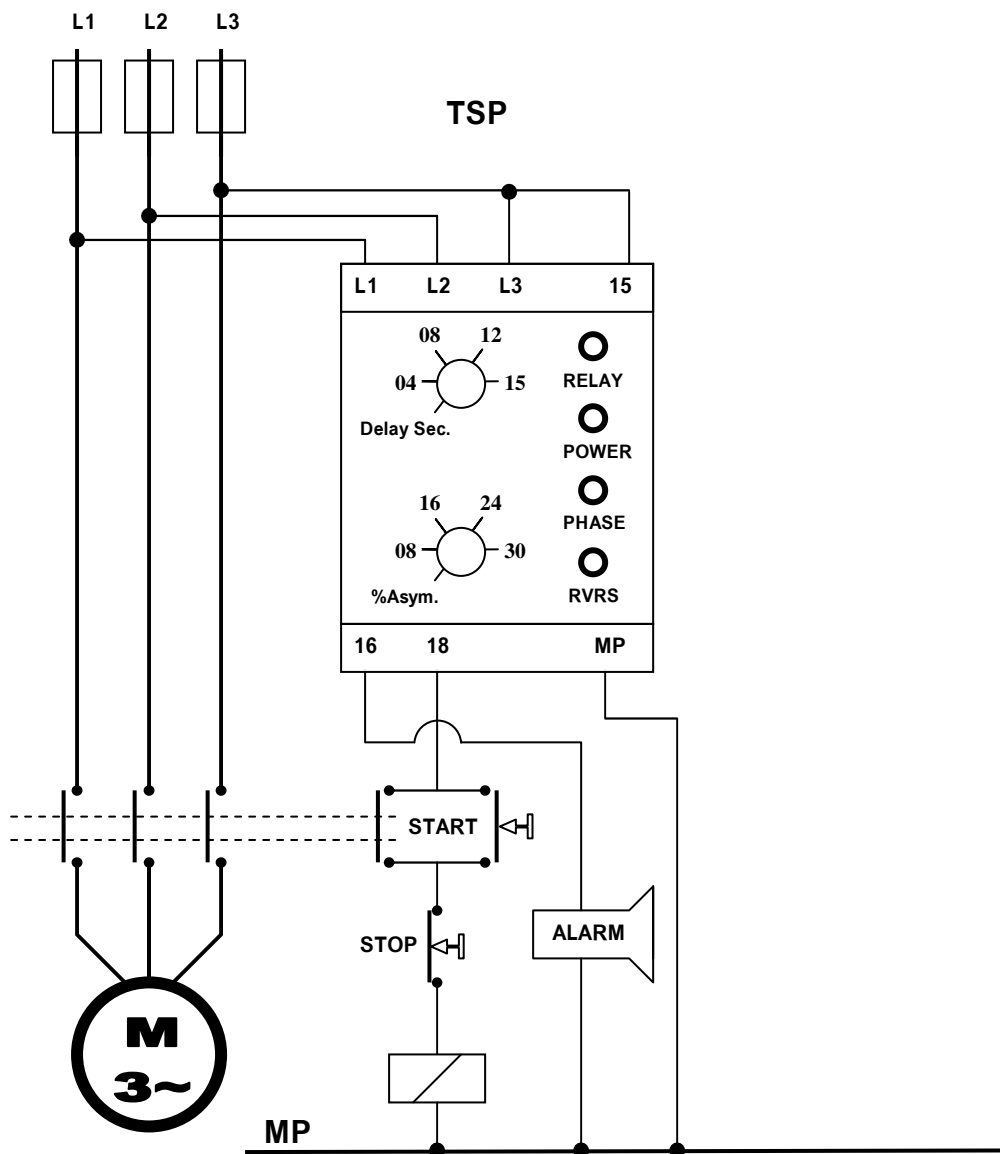 L1 L2 L3
TSP
L1 L2 L3 15
08 12
04 15
Delay Sec.
RELAY
POWER
PHASE
RVRS
16 24
08 30
%Asym.
16 18 MP
START
STOP
ALARM
M
3~
MP